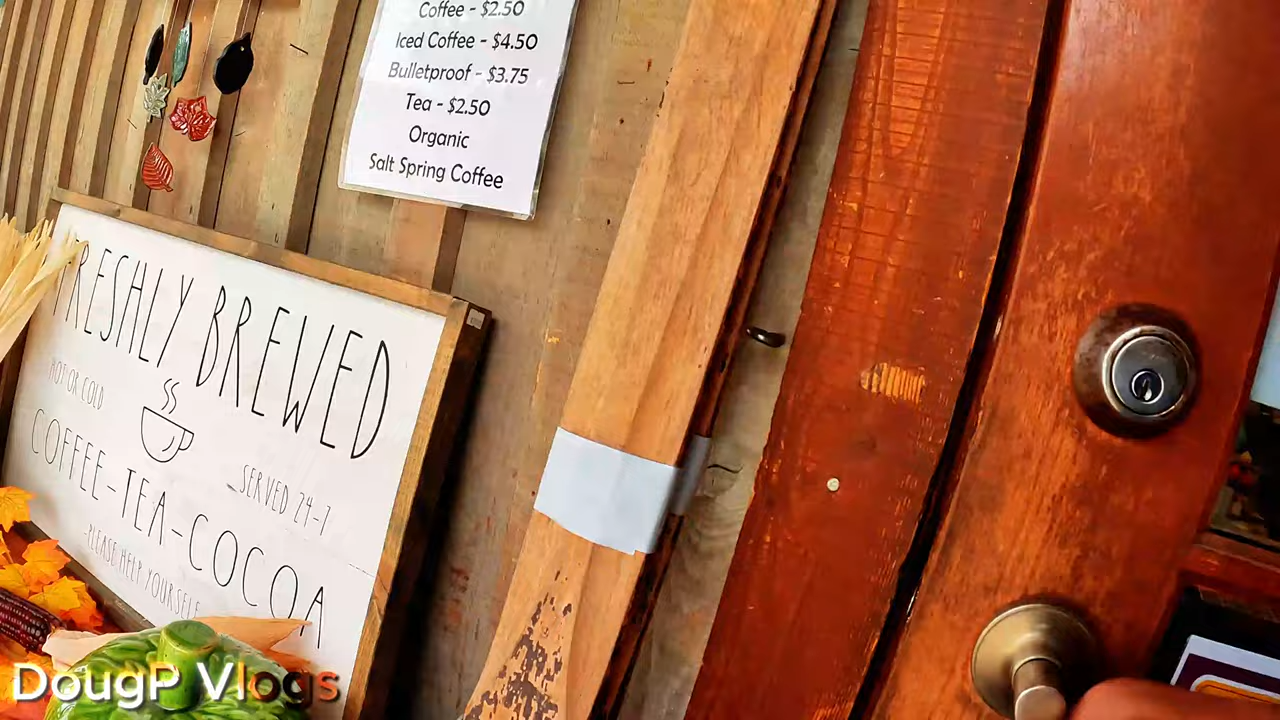 Coffee - $2.50
Iced Coffee - $4.50
Bulletproof - $3.75
Tea - $2.50
Organic
Salt Spring Coffee
FRESHLY BREWED
HOT OR COLD
SERVED 24-7
COFFEE-TEA-COCOA
-PLEASE HELP YOURSELF
DougP Vlogs